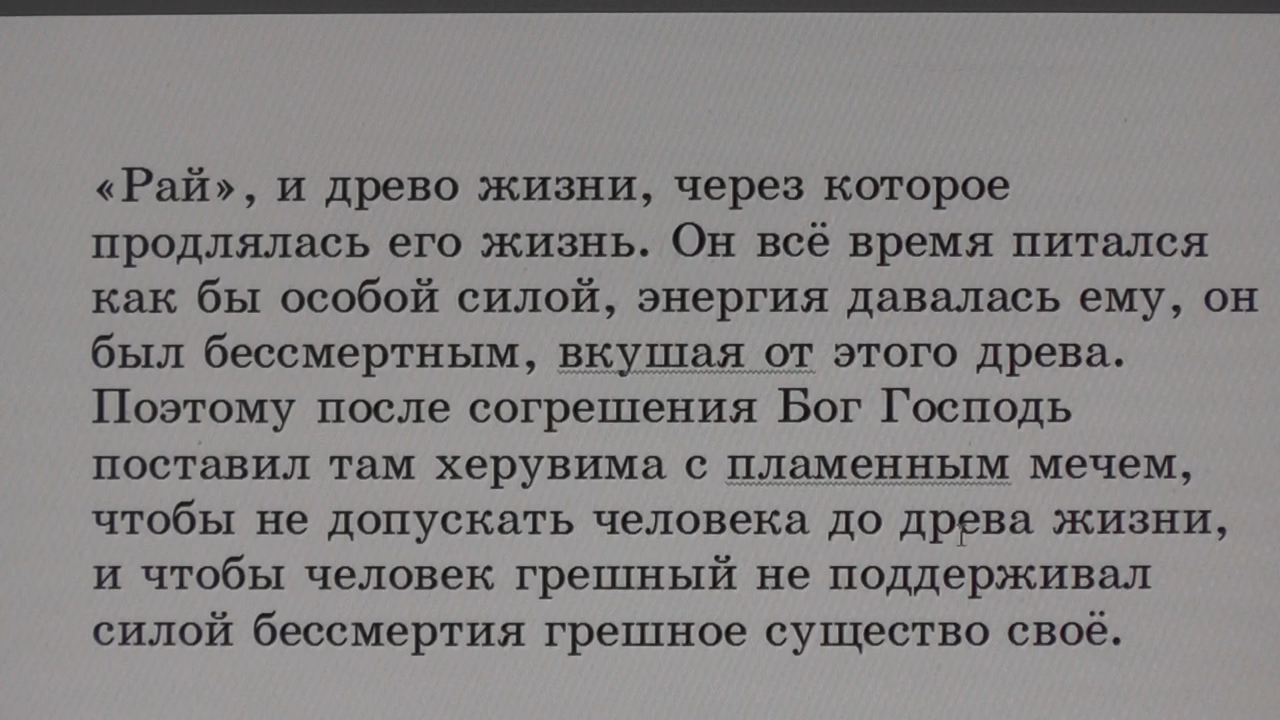 «Рай», и древо жизни, через которое
продлялась его жизнь. Он всё время питался
как бы особой силой, энергия давалась ему, он
был бессмертным, вкушая от этого древа.
Поэтому после согрешения Бог Господь
поставил там херувима с пламенным мечем,
чтобы не допускать человека до древа жизни,
и чтобы человек грешный не поддерживал
силой бессмертия грешное существо своё.